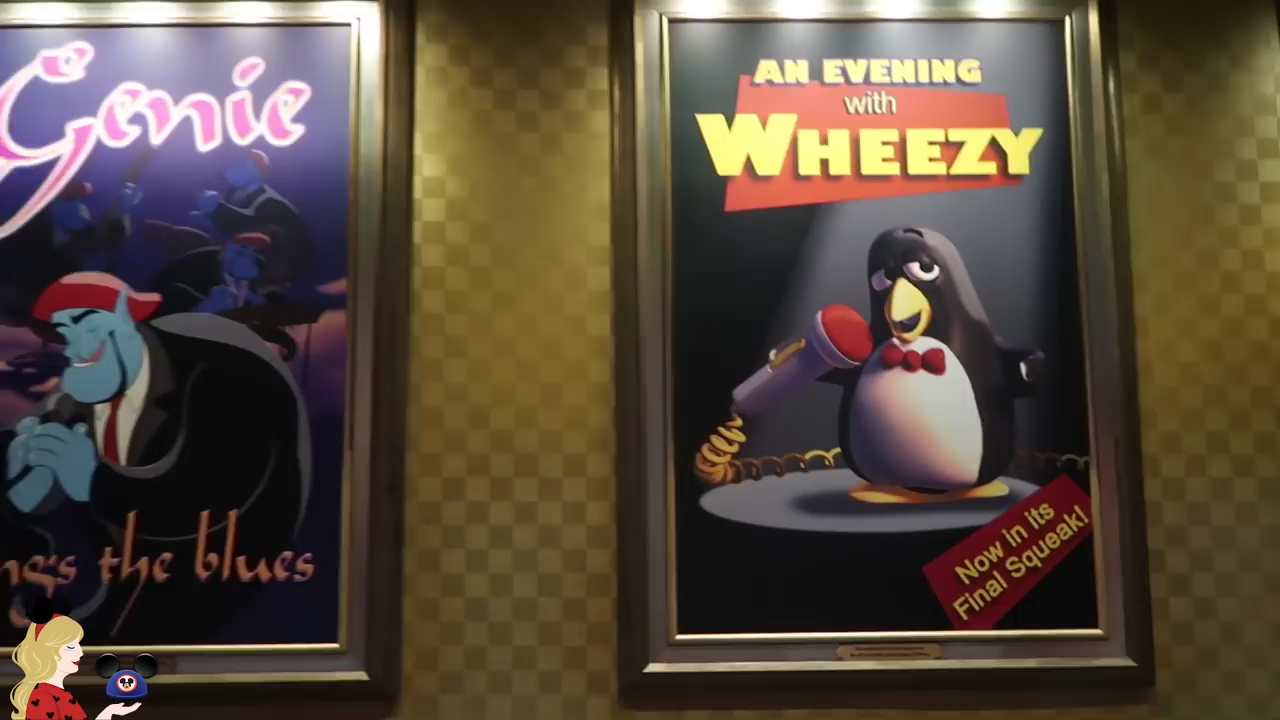 Genie
ngs the blues
AN EVENING
with
WHEEZY
Now in its
Final Squeak!